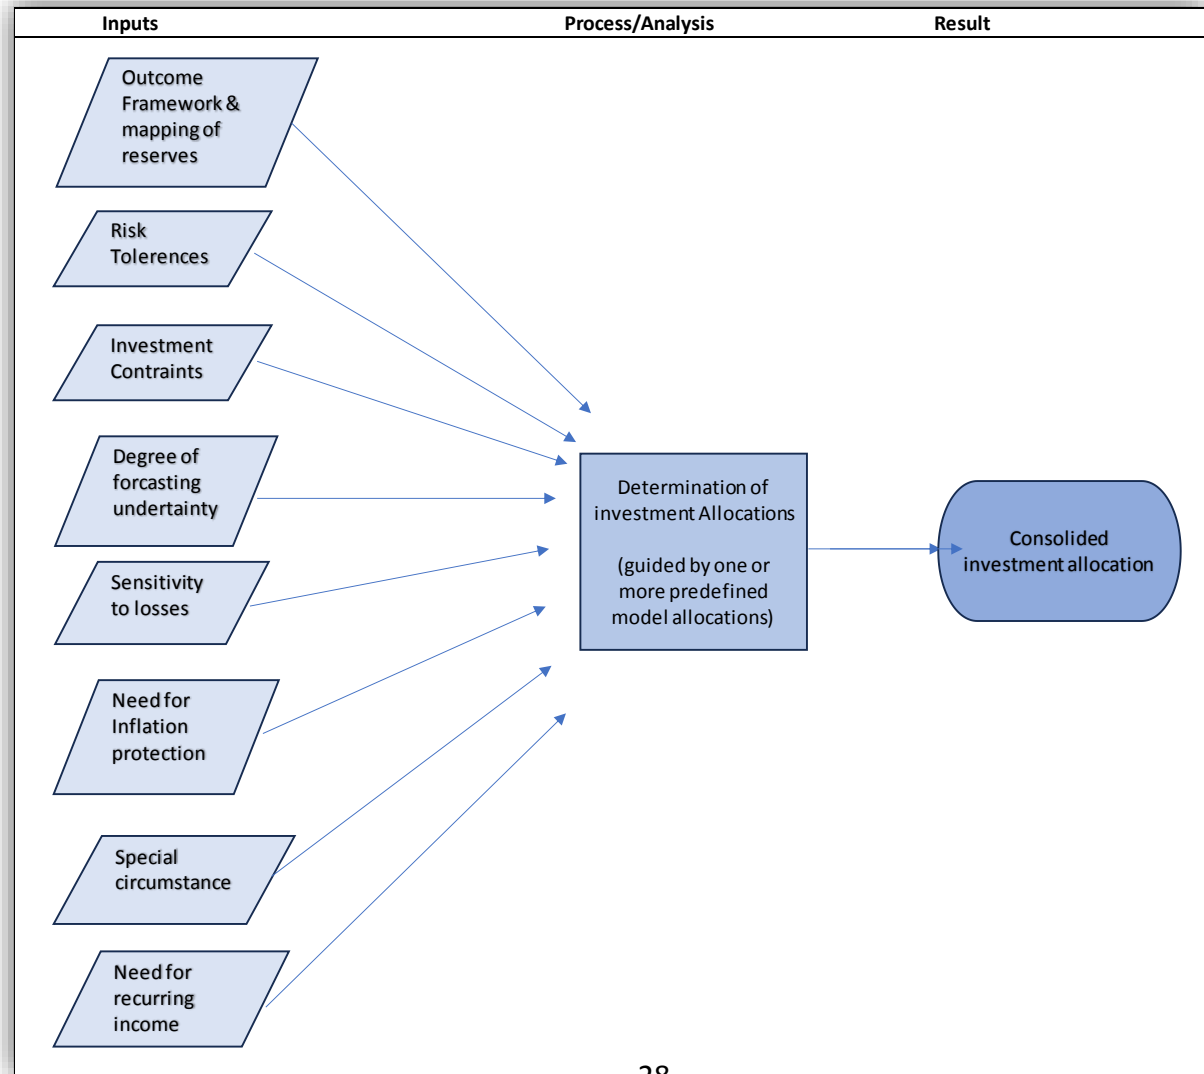 Inputs
Process/Analysis
Result
Outcome
Framework &
mapping of
reserves
Risk
Tolerences
Investment
Contraints
Degree of
forcasting
undertainty
Sensitivity
to losses
Need for
Inflation
protection
Special
circumstance
Need for
recurring
income
Determination of
investment Allocations
(guided by one or
more predefined
model allocations)
Consolided
investment allocation
28